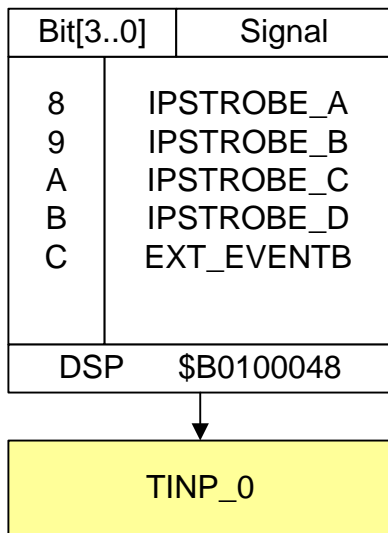 Bit[3..0] Signal
8 IPSTROBE_A
9 IPSTROBE_B
A IPSTROBE_C
B IPSTROBE_D
C EXT_EVENTB
DSP $B0100048
TINP_0